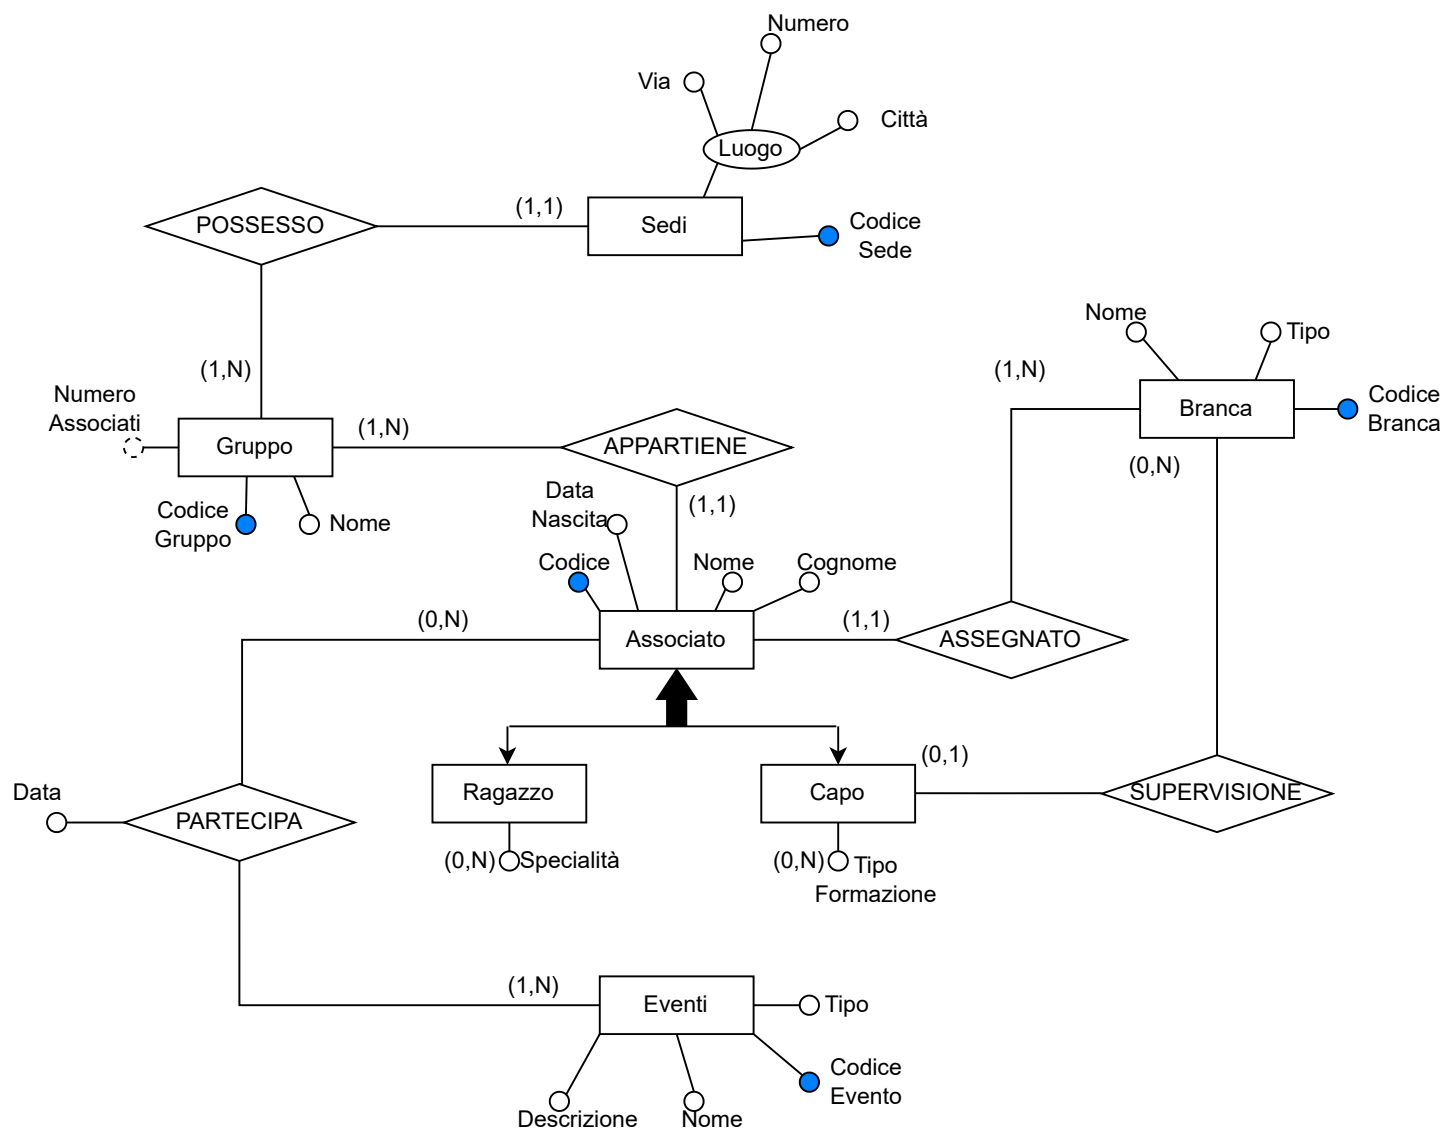 Numero
Via
Città
Luogo
POSSESSO
(1,1)
Sedi
Codice
Sede
Nome
Tipo
(1,N)
(1,N)
Numero
Associati
Codice
Branca
Branca
Gruppo
(1,N)
APPARTIENE
(0,N)
Codice
Gruppo
Nome
Data
Nascita
(1,1)
Codice
Nome
Cognome
(0,N)
Associato
(1,1)
ASSEGNATO
(0,1)
Data
PARTECIPA
Ragazzo
Capo
SUPERVISIONE
(0,N)
Specialità
(0,N)
Tipo
Formazione
(1,N)
Eventi
Tipo
Codice
Evento
Descrizione
Nome